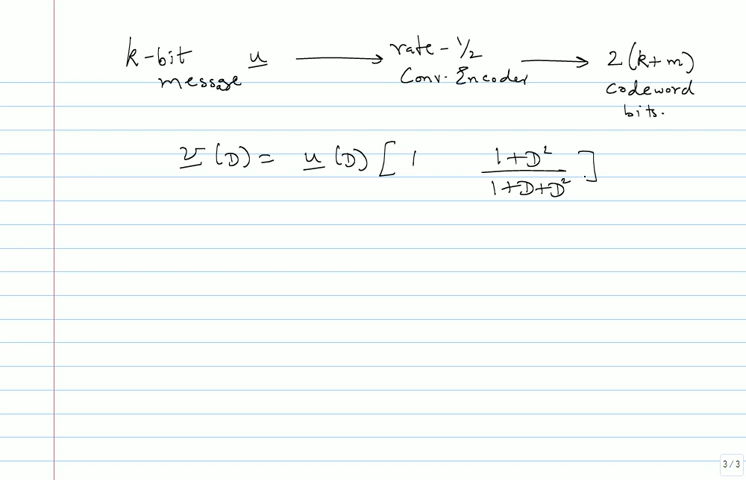 k-bit message u ⟶ rate-1/2 Conv. Encoder ⟶ 2(k+m) codeword bits.
v(D) = u(D) [ 1   (1+D²)/(1+D+D²) ]
3/3